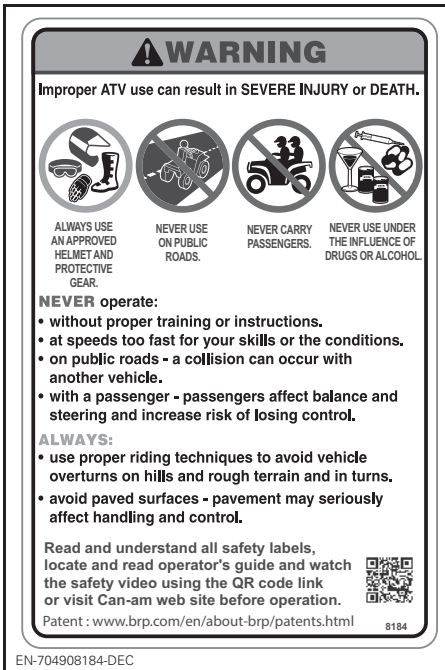 WARNING
Improper ATV use can result in SEVERE INJURY or DEATH.
ALWAYS USE
AN APPROVED
HELMET AND
PROTECTIVE
GEAR.
NEVER USE
ON PUBLIC
ROADS.
NEVER CARRY
PASSENGERS.
NEVER USE UNDER
THE INFLUENCE OF
DRUGS OR ALCOHOL.
NEVER operate:
• without proper training or instructions.
• at speeds too fast for your skills or the conditions.
• on public roads - a collision can occur with
another vehicle.
• with a passenger - passengers affect balance and
steering and increase risk of losing control.
ALWAYS:
• use proper riding techniques to avoid vehicle
overturns on hills and rough terrain and in turns.
• avoid paved surfaces - pavement may seriously
affect handling and control.
Read and understand all safety labels,
locate and read operator's guide and watch
the safety video using the QR code link
or visit Can-am web site before operation.
Patent : www.brp.com/en/about-brp/patents.html
8184
EN-704908184-DEC